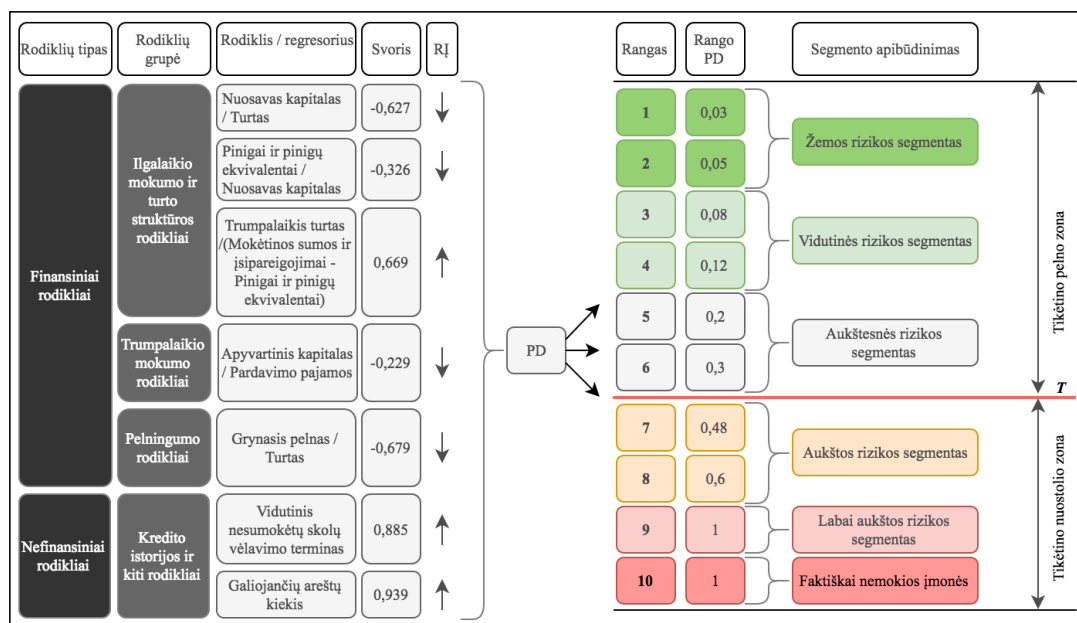 Rodiklių tipas
Rodiklių
grupė
Rodiklis / regresorius
Svoris
RĮ
Finansiniai
rodikliai
Ilgalaikio
mokumo ir
turto
struktūros
rodikliai
Nuosavas kapitalas
/ Turtas
-0,627
Pinigai ir pinigų
ekvivalentai /
Nuosavas kapitalas
-0,326
Trumpalaikis turtas
/(Mokėtinos sumos ir
įsipareigojimai -
Pinigai ir pinigų
ekvivalentai)
0,669
Trumpalaikio
mokumo
rodikliai
Apyvartinis kapitalas
/ Pardavimo pajamos
-0,229
Pelningumo
rodikliai
Grynasis pelnas /
Turtas
-0,679
Nefinansiniai
rodikliai
Kredito
istorijos ir
kiti rodikliai
Vidutinis
nesumokėtų skolų
vėlavimo terminas
0,885
Galiojančių areštų
kiekis
0,939
PD
Rangas
Rango
PD
Segmento apibūdinimas
1
0,03
2
0,05
Žemos rizikos segmentas
3
0,08
4
0,12
Vidutinės rizikos segmentas
5
0,2
6
0,3
Aukštesnės rizikos
segmentas
Tikėtino pelno zona
T
7
0,48
8
0,6
Aukštos rizikos segmentas
9
1
Labai aukštos rizikos
segmentas
10
1
Faktiškai nemokios įmonės
Tikėtino nuostolio zona